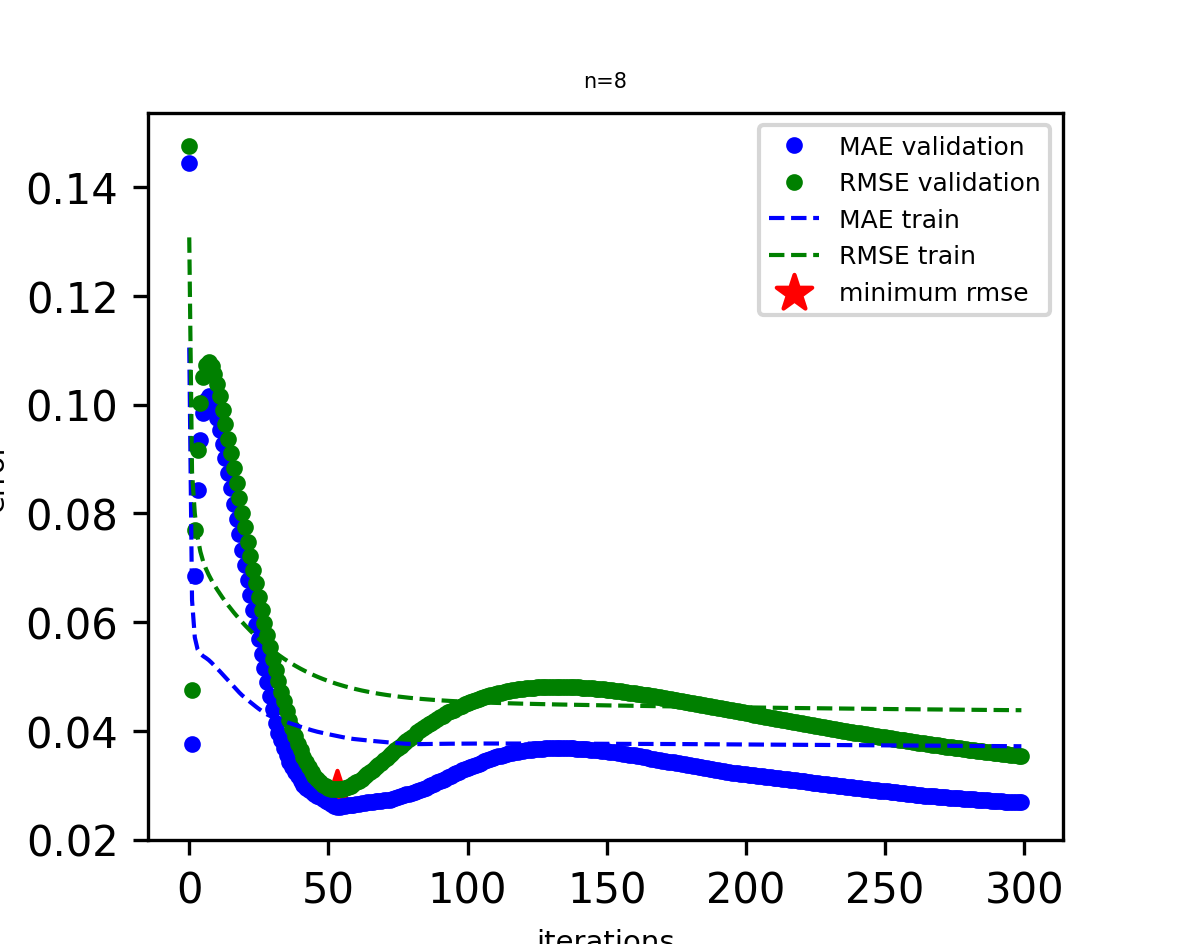 n=8
MAE validation
RMSE validation
MAE train
RMSE train
minimum rmse
0.14
0.12
0.10
0.08
0.06
0.04
0.02
0 50 100 150 200 250 300
iterations